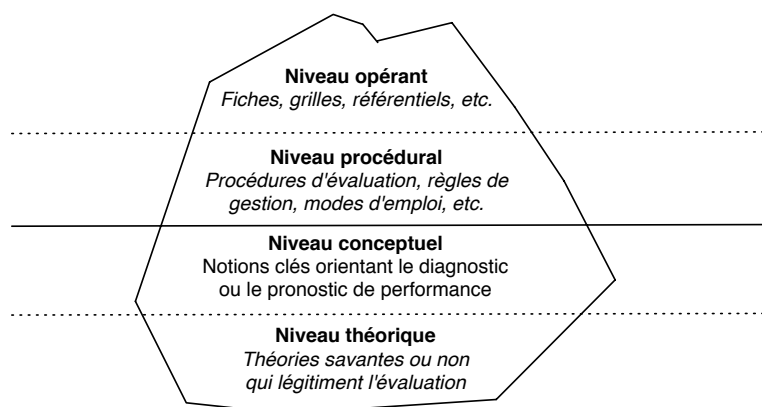 Niveau opérant
Fiches, grilles, référentiels, etc.
Niveau procédural
Procédures d'évaluation, règles de
gestion, modes d'emploi, etc.
Niveau conceptuel
Notions clés orientant le diagnostic
ou le pronostic de performance
Niveau théorique
Théories savantes ou non
qui légitiment l'évaluation